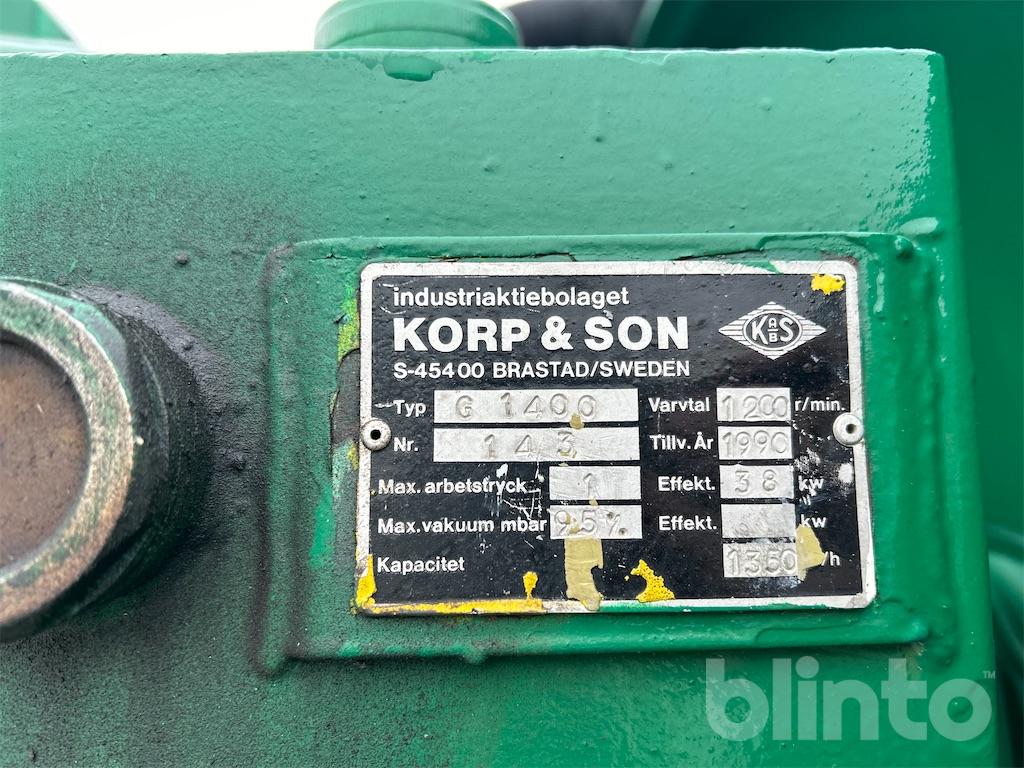 industriaktiebolaget
KORP & SON
S-45400 BRASTAD/SWEDEN
K A/B S
Typ G 1400 Varvtal 1200 r/min.
Nr. 143 Tillv. År 1990
Max. arbetstryck 1 Effekt. 38 kw
Max. vakuum mbar 95% Effekt. kw
Kapacitet 1350 /h
blinto™